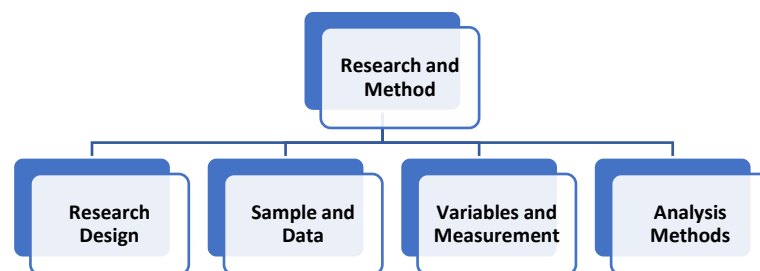 Research and
Method
Research
Design
Sample and
Data
Variables and
Measurement
Analysis
Methods